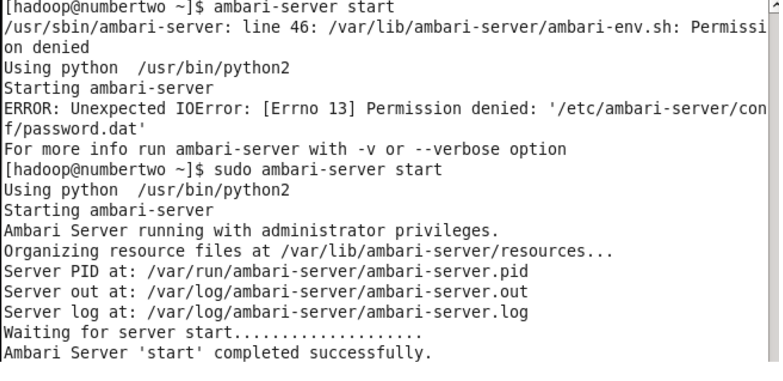 [hadoop@numbertwo ~]$ ambari-server start
/usr/sbin/ambari-server: line 46: /var/lib/ambari-server/ambari-env.sh: Permissi
on denied
Using python  /usr/bin/python2
Starting ambari-server
ERROR: Unexpected IOError: [Errno 13] Permission denied: '/etc/ambari-server/con
f/password.dat'
For more info run ambari-server with -v or --verbose option
[hadoop@numbertwo ~]$ sudo ambari-server start
Using python  /usr/bin/python2
Starting ambari-server
Ambari Server running with administrator privileges.
Organizing resource files at /var/lib/ambari-server/resources...
Server PID at: /var/run/ambari-server/ambari-server.pid
Server out at: /var/log/ambari-server/ambari-server.out
Server log at: /var/log/ambari-server/ambari-server.log
Waiting for server start....................
Ambari Server 'start' completed successfully.